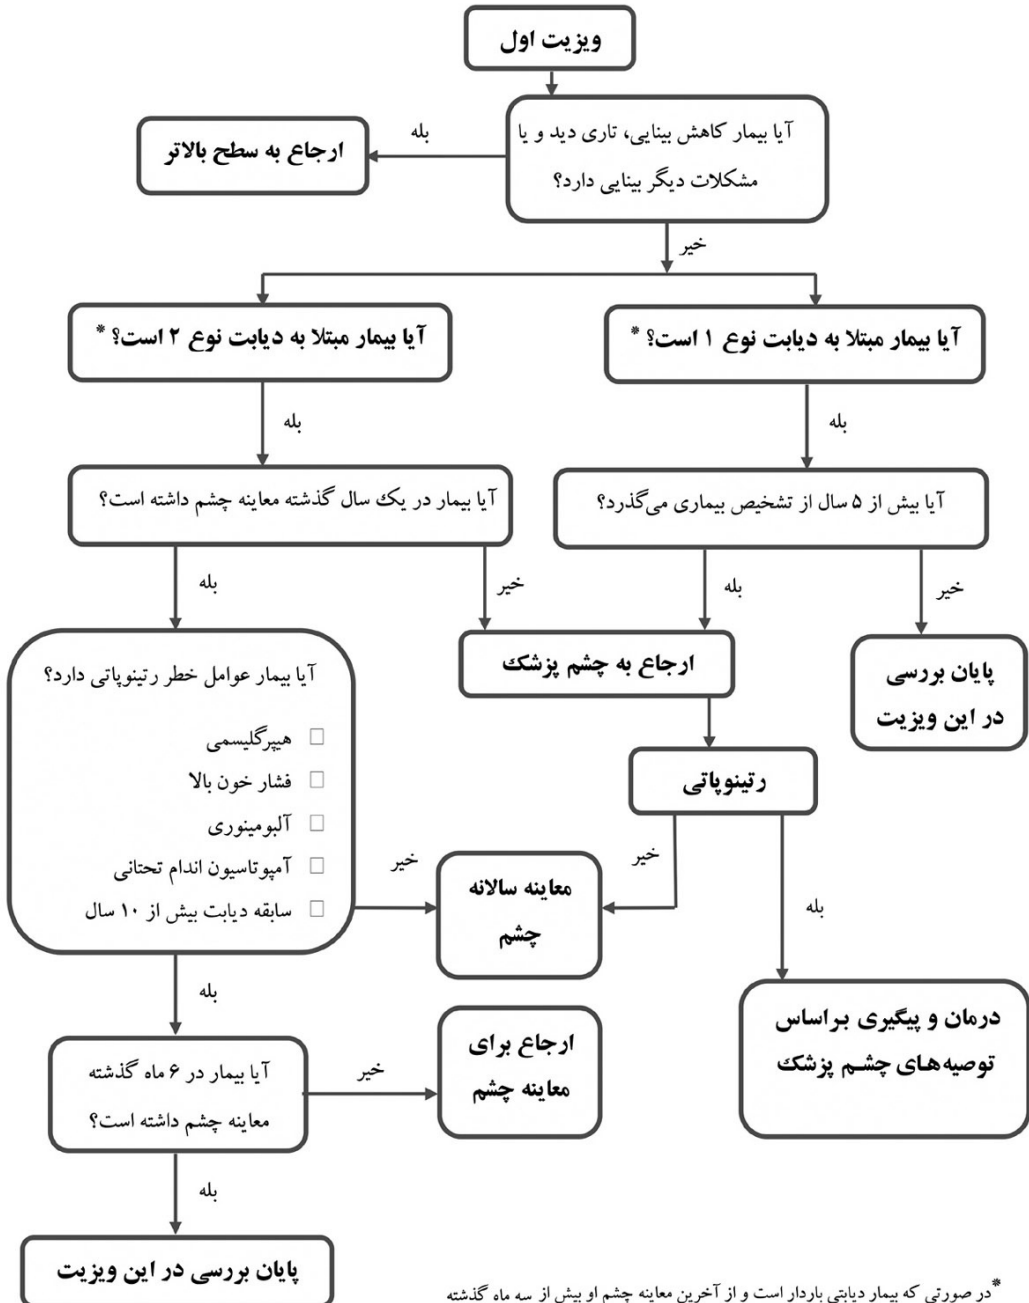 ویزیت اول
آیا بیمار کاهش بینایی، تاری دید و یا
مشکلات دیگر بینایی دارد؟
بله
ارجاع به سطح بالاتر
خیر
آیا بیمار مبتلا به دیابت نوع ۱ است؟ *
آیا بیمار مبتلا به دیابت نوع ۲ است؟ *
بله
بله
آیا بیش از ۵ سال از تشخیص بیماری می‌گذرد؟
آیا بیمار در یک سال گذشته معاینه چشم داشته است؟
خیر
بله
خیر
بله
پایان بررسی
در این ویزیت
ارجاع به چشم پزشک
آیا بیمار عوامل خطر رتینوپاتی دارد؟
□ هیپرگلیسمی
□ فشار خون بالا
□ آلبومینوری
□ آمپوتاسیون اندام تحتانی
□ سابقه دیابت بیش از ۱۰ سال
رتینوپاتی
خیر
خیر
بله
معاینه سالانه
چشم
درمان و پیگیری براساس
توصیه‌های چشم پزشک
بله
آیا بیمار در ۶ ماه گذشته
معاینه چشم داشته است؟
خیر
ارجاع برای
معاینه چشم
بله
پایان بررسی در این ویزیت
*در صورتی که بیمار دیابتی باردار است و از آخرین معاینه چشم او بیش از سه ماه گذشته